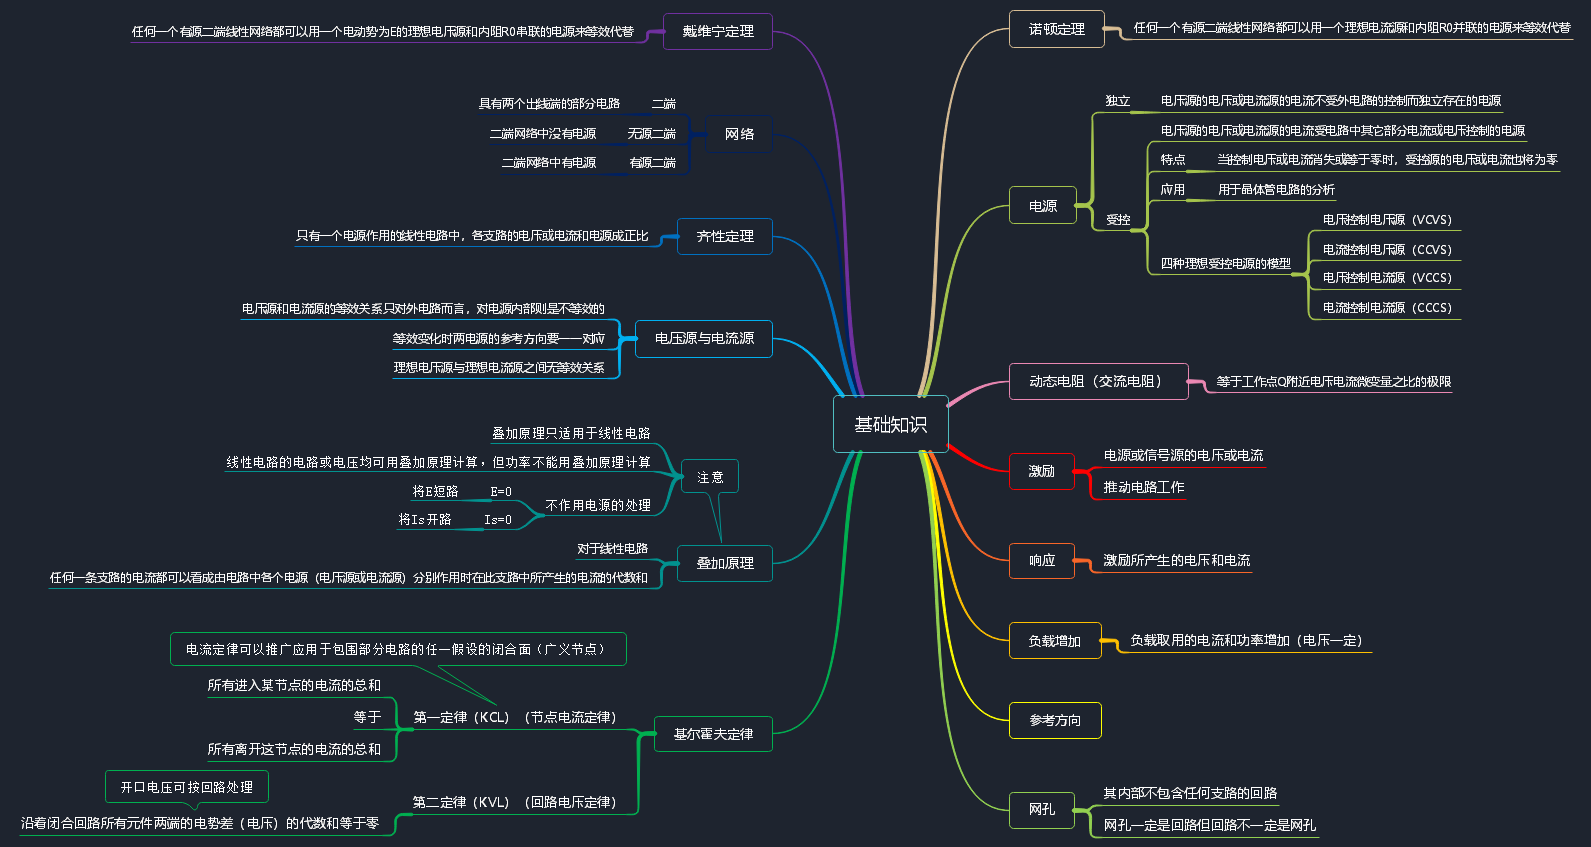 基础知识
戴维宁定理
任何一个有源二端线性网络都可以用一个电动势为E的理想电压源和内阻R0串联的电源来等效代替
网络
二端
具有两个出线端的部分电路
无源二端
二端网络中没有电源
有源二端
二端网络中有电源
齐性定理
只有一个电源作用的线性电路中，各支路的电压或电流和电源成正比
电压源与电流源
电压源和电流源的等效关系只对外电路而言，对电源内部则是不等效的
等效变化时两电源的参考方向要一一对应
理想电压源与理想电流源之间无等效关系
注意
叠加原理只适用于线性电路
线性电路的电路或电压均可用叠加原理计算，但功率不能用叠加原理计算
不作用电源的处理
E=0
将E短路
Is=0
将Is开路
叠加原理
对于线性电路
任何一条支路的电流都可以看成由电路中各个电源（电压源或电流源）分别作用时在此支路中所产生的电流的代数和
基尔霍夫定律
电流定律可以推广应用于包围部分电路的任一假设的闭合面（广义节点）
第一定律（KCL）（节点电流定律）
所有进入某节点的电流的总和
等于
所有离开这节点的电流的总和
第二定律（KVL）（回路电压定律）
开口电压可按回路处理
沿着闭合回路所有元件两端的电势差（电压）的代数和等于零
诺顿定理
任何一个有源二端线性网络都可以用一个理想电流源和内阻R0并联的电源来等效代替
电源
独立
电压源的电压或电流源的电流不受外电路的控制而独立存在的电源
受控
电压源的电压或电流源的电流受电路中其它部分电流或电压控制的电源
特点
当控制电压或电流消失或等于零时，受控源的电压或电流也将为零
应用
用于晶体管电路的分析
四种理想受控电源的模型
电压控制电压源（VCVS）
电流控制电压源（CCVS）
电压控制电流源（VCCS）
电流控制电流源（CCCS）
动态电阻（交流电阻）
等于工作点Q附近电压电流微变量之比的极限
激励
电源或信号源的电压或电流
推动电路工作
响应
激励所产生的电压和电流
负载增加
负载取用的电流和功率增加（电压一定）
参考方向
网孔
其内部不包含任何支路的回路
网孔一定是回路但回路不一定是网孔